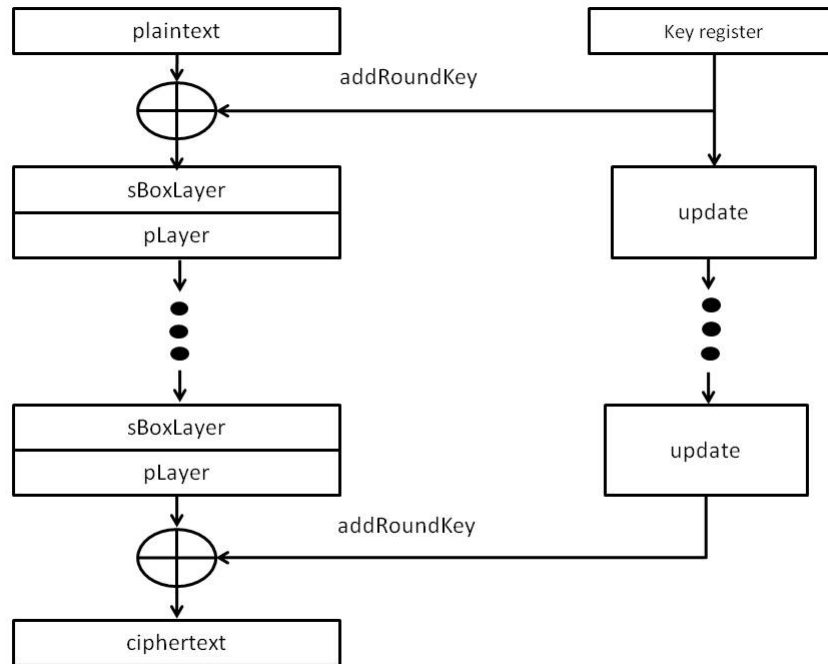 plaintext
Key register
addRoundKey
sBoxLayer
pLayer
update
sBoxLayer
pLayer
update
addRoundKey
ciphertext